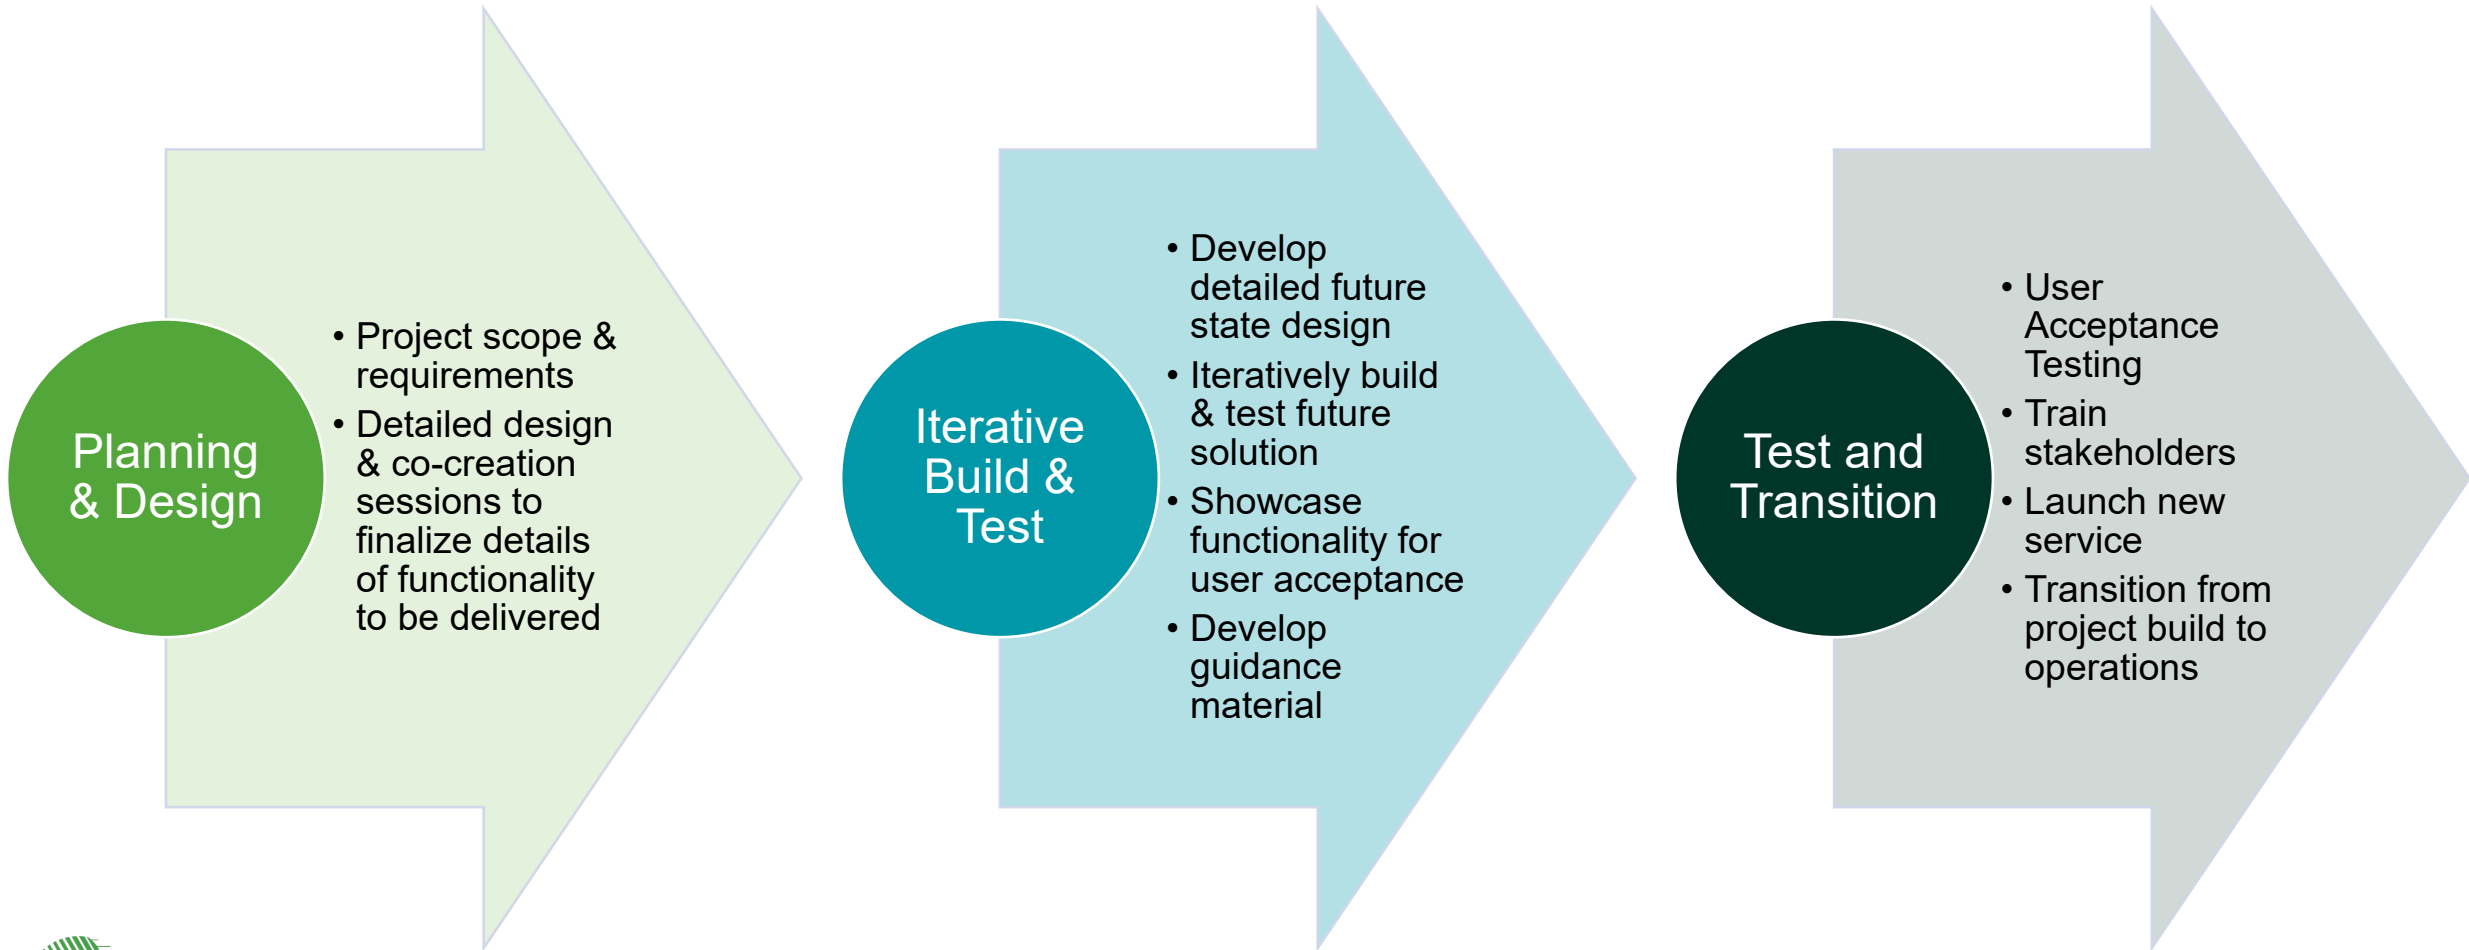 Planning
& Design
• Project scope &
requirements
• Detailed design
& co-creation
sessions to
finalize details
of functionality
to be delivered
Iterative
Build &
Test
• Develop
detailed future
state design
• Iteratively build
& test future
solution
• Showcase
functionality for
user acceptance
• Develop
guidance
material
Test and
Transition
• User
Acceptance
Testing
• Train
stakeholders
• Launch new
service
• Transition from
project build to
operations